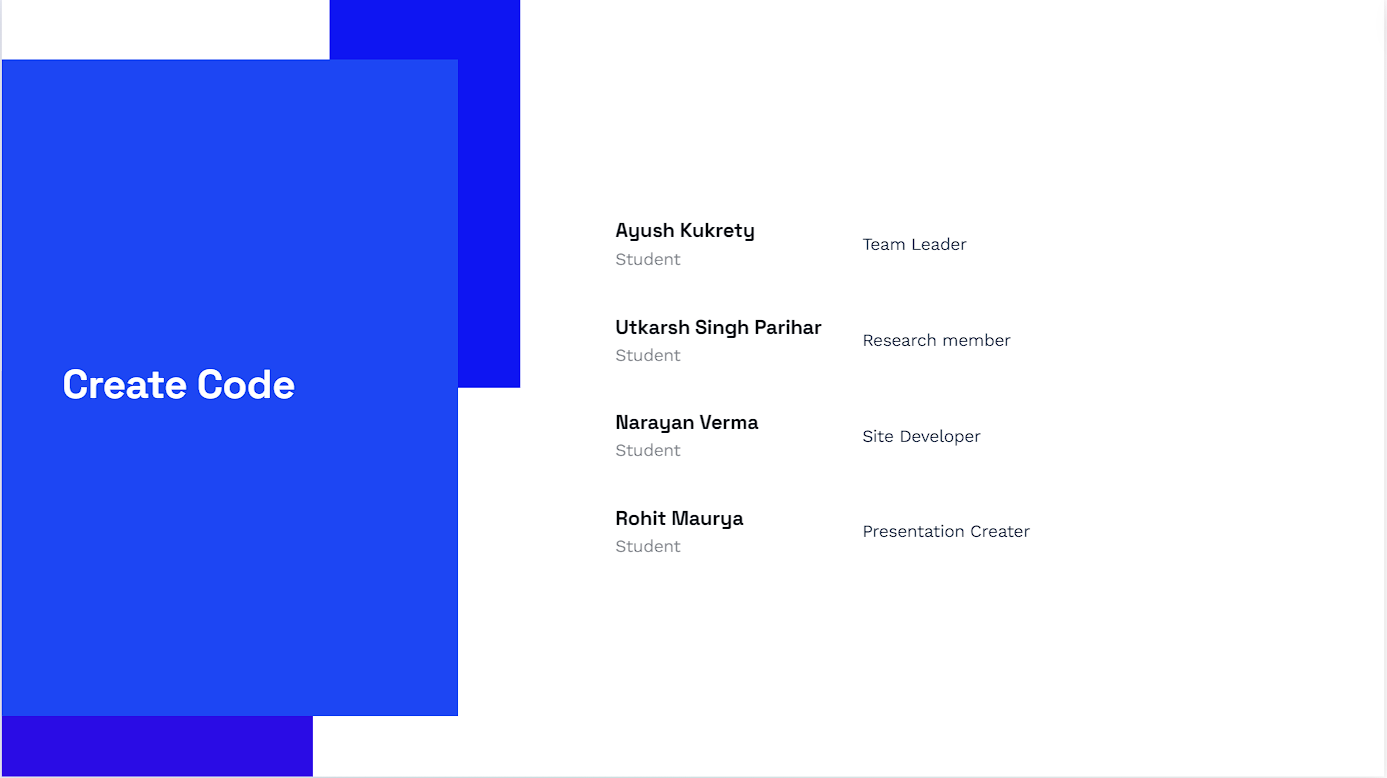 Create Code
Ayush Kukrety
Student
Team Leader
Utkarsh Singh Parihar
Student
Research member
Narayan Verma
Student
Site Developer
Rohit Maurya
Student
Presentation Creater